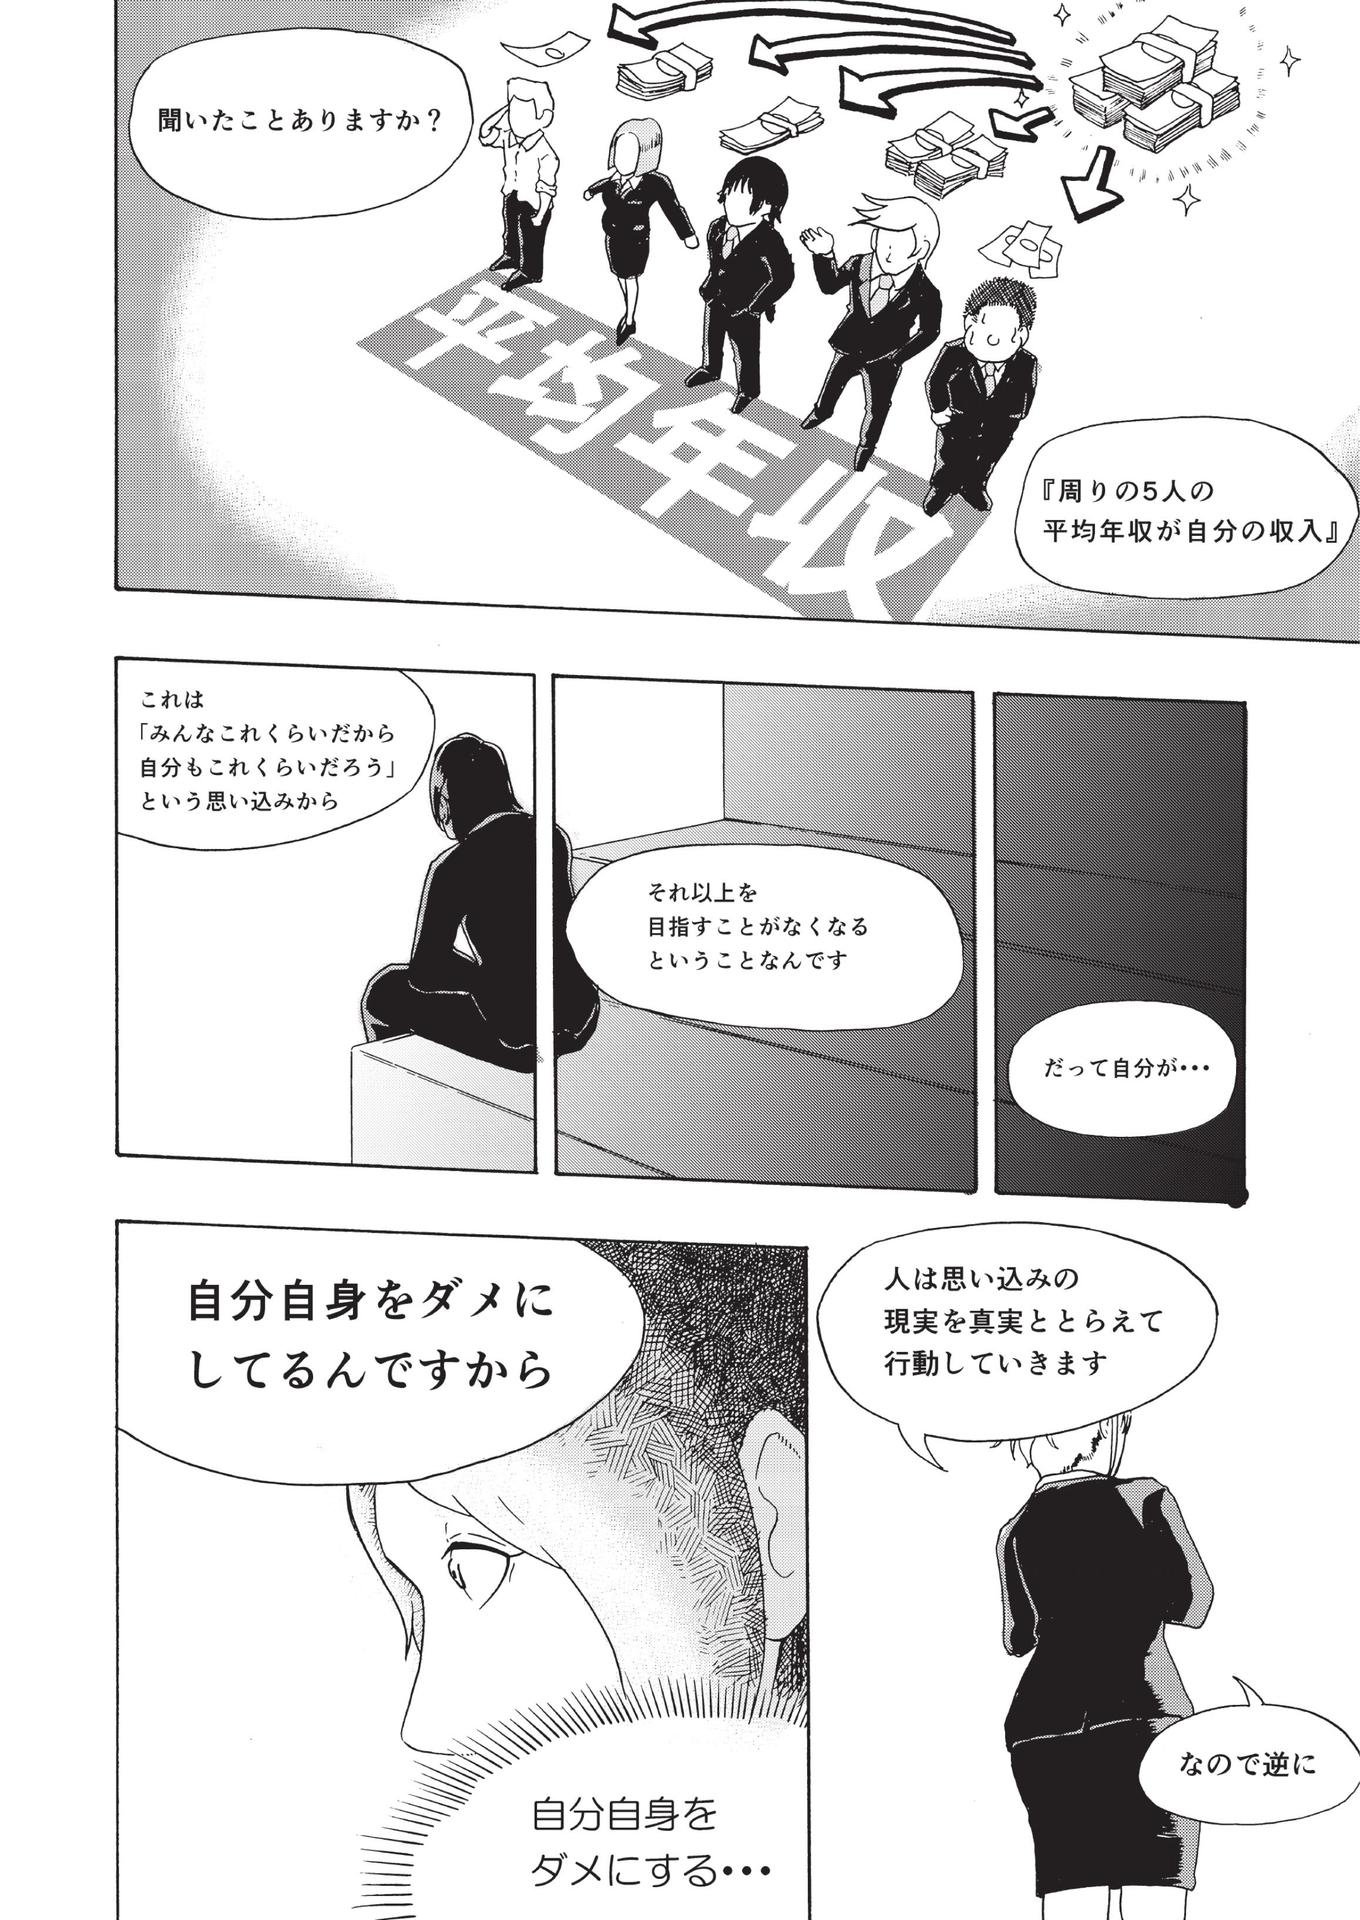 聞いたことありますか？
平均年収
『周りの5人の
平均年収が自分の収入』
これは
「みんなこれくらいだから
自分もこれくらいだろう」
という思い込みから
それ以上を
目指すことがなくなる
ということなんです
だって自分が・・・
自分自身をダメに
してるんですから
自分自身を
ダメにする・・・
人は思い込みの
現実を真実ととらえて
行動していきます
なので逆に